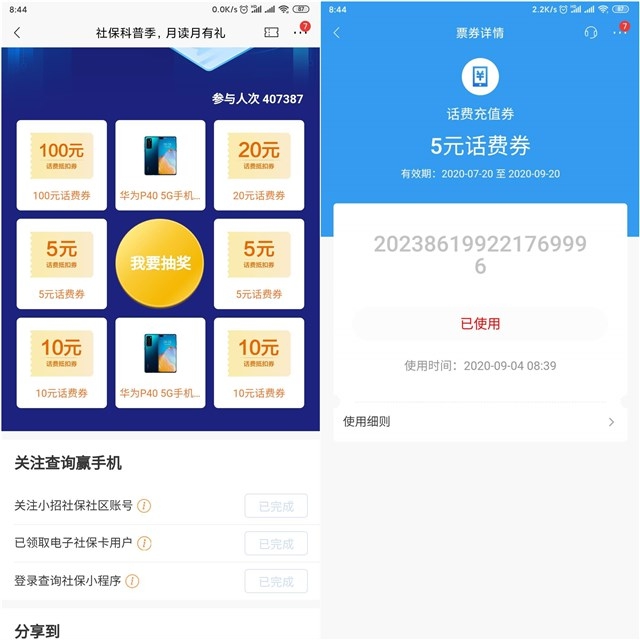 8:44
0.0K/s
87
社保科普季，月读月有礼
7
参与人次 407387
100元
话费抵扣券
100元话费券
华为P40 5G手机...
20元
话费抵扣券
20元话费券
5元
话费抵扣券
5元话费券
我要抽奖
5元
话费抵扣券
5元话费券
10元
话费抵扣券
10元话费券
华为P40 5G手机...
10元
话费抵扣券
10元话费券
关注查询赢手机
关注小招社保社区账号
已完成
已领取电子社保卡用户
已完成
登录查询社保小程序
已完成
分享到
8:44
2.2K/s
87
票券详情
7
话费充值券
5元话费券
有效期：2020-07-20 至 2020-09-20
20238619922176999
6
已使用
使用时间：2020-09-04 08:39
使用细则